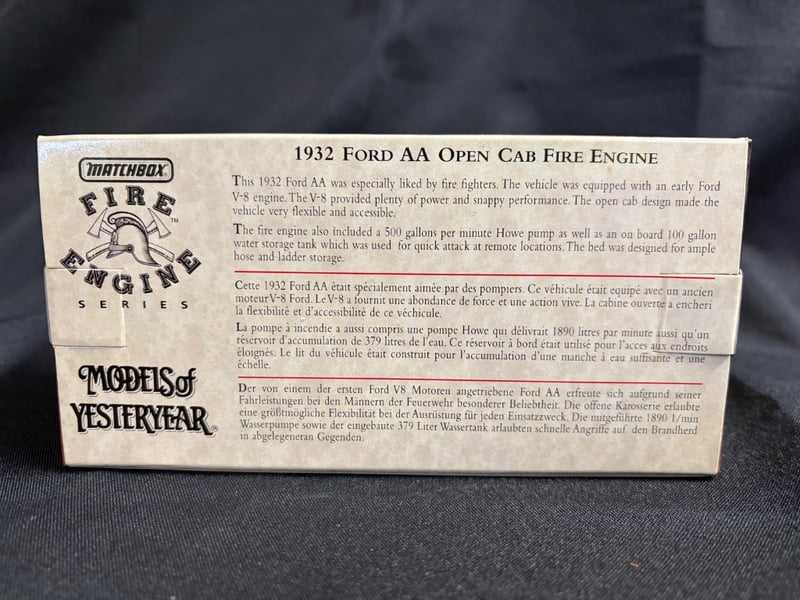 MATCHBOX
FIRE
ENGINE
SERIES
TM
MODELS of
YESTERYEAR
®
1932 FORD AA OPEN CAB FIRE ENGINE
This 1932 Ford AA was especially liked by fire fighters. The vehicle was equipped with an early Ford
V-8 engine. The V-8 provided plenty of power and snappy performance. The open cab design made the
vehicle very flexible and accessible.
The fire engine also included a 500 gallons per minute Howe pump as well as an on board 100 gallon
water storage tank which was used for quick attack at remote locations. The bed was designed for ample
hose and ladder storage.
Cette 1932 Ford AA était spécialement aimée par des pompiers. Ce véhicule était equipé avec un ancien
moteur V-8 Ford. Le V-8 a fournit une abondance de force et une action vive. La cabine ouverte a encheri
la flexibilité et d'accessibilité de ce véchicule.
La pompe à incendie a aussi compris une pompe Howe qui délivrait 1890 litres par minute aussi qu'un
réservoir d'accumulation de 379 litres de l'eau. Ce réservoir à bord était utilisé pour l'acces aux endroits
éloignés. Le lit du véhicule était construit pour l'accumulation d'une manche à eau suffisante et une
échelle.
Der von einem der ersten Ford V8 Motoren angetriebene Ford AA erfreute sich aufgrund seiner
Fahrleistungen bei den Männern der Feuerwehr besonderer Beliebtheit. Die offene Karosserie erlaubte
eine größtmögliche Flexibilität bei der Ausrüstung für jeden Einsatzzweck. Die mitgeführte 1890 1/min
Wasserpumpe sowie der eingebaute 379 Liter Wassertank arlaubten schnelle Angriffe auf den Brandherd
in abgelegeneran Gegenden.